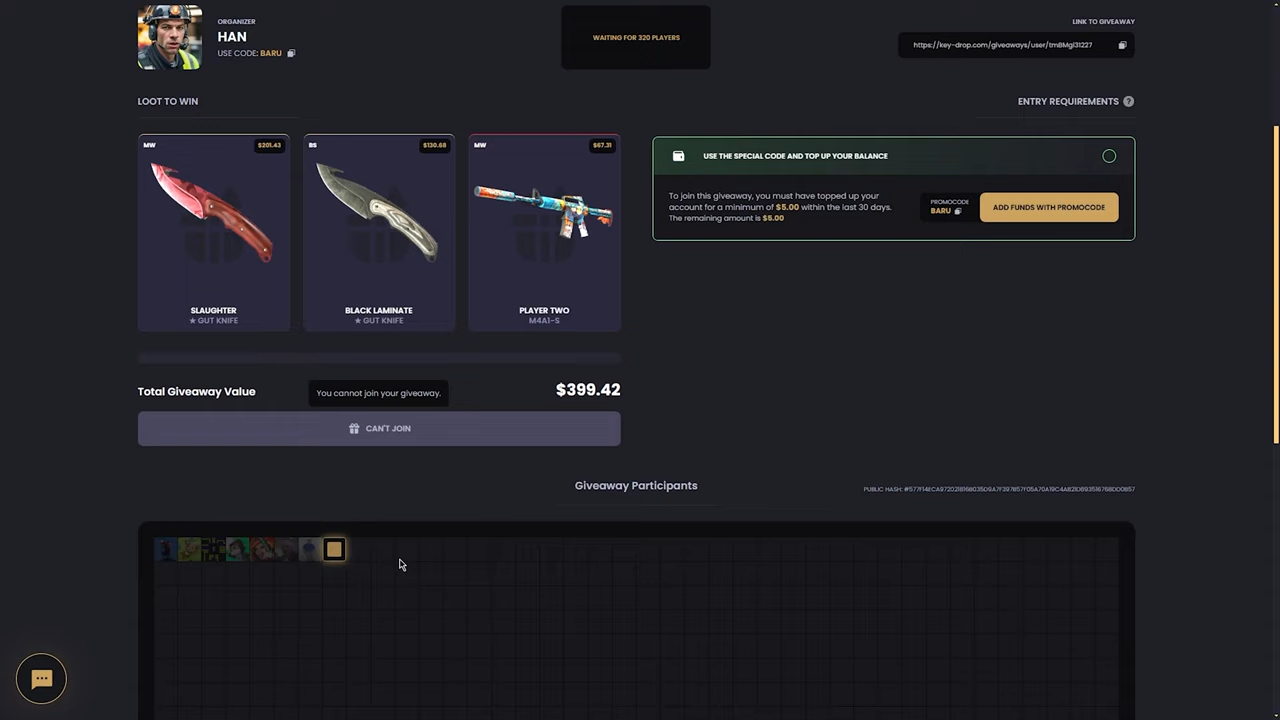 ORGANIZER
HAN
USE CODE: BARU
WAITING FOR 320 PLAYERS
LINK TO GIVEAWAY
https://key-drop.com/giveaways/user/tmBMgl31227
LOOT TO WIN
ENTRY REQUIREMENTS ?
MW $201.43
SLAUGHTER
★ GUT KNIFE
BS $130.68
BLACK LAMINATE
★ GUT KNIFE
MW $67.31
PLAYER TWO
M4A1-S
USE THE SPECIAL CODE AND TOP UP YOUR BALANCE
To join this giveaway, you must have topped up your
account for a minimum of $5.00 within the last 30 days.
The remaining amount is $5.00
PROMOCODE
BARU
ADD FUNDS WITH PROMOCODE
Total Giveaway Value
You cannot join your giveaway.
$399.42
CAN'T JOIN
Giveaway Participants
PUBLIC HASH: